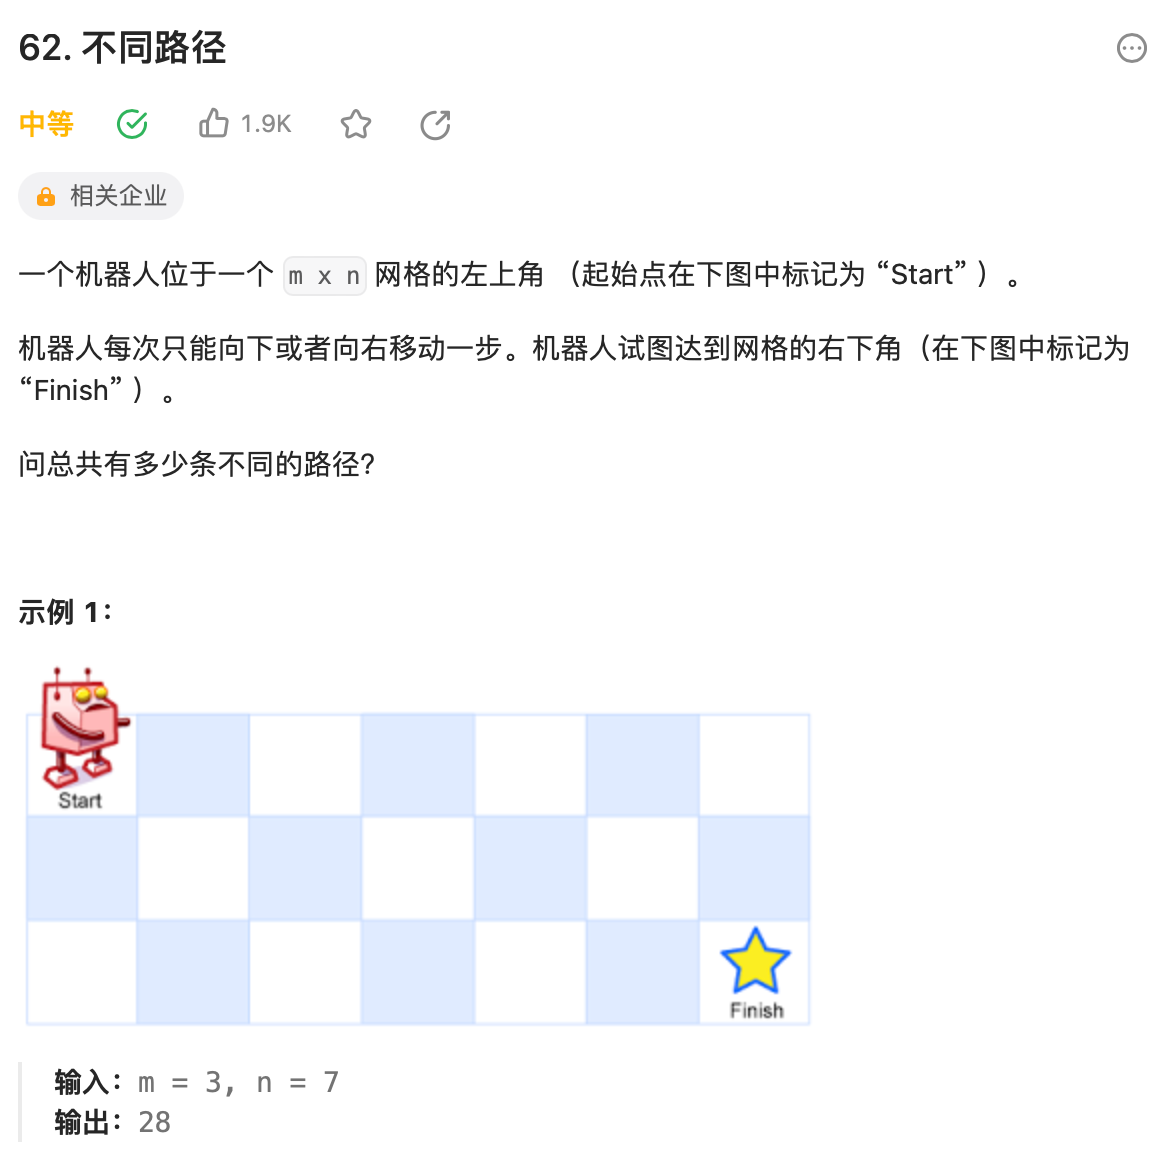 62. 不同路径
中等
1.9K
相关企业
一个机器人位于一个 m x n 网格的左上角 （起始点在下图中标记为 “Start” ）。
机器人每次只能向下或者向右移动一步。机器人试图达到网格的右下角（在下图中标记为
“Finish” ）。
问总共有多少条不同的路径?
示例 1：
Start
Finish
输入：m = 3, n = 7
输出：28